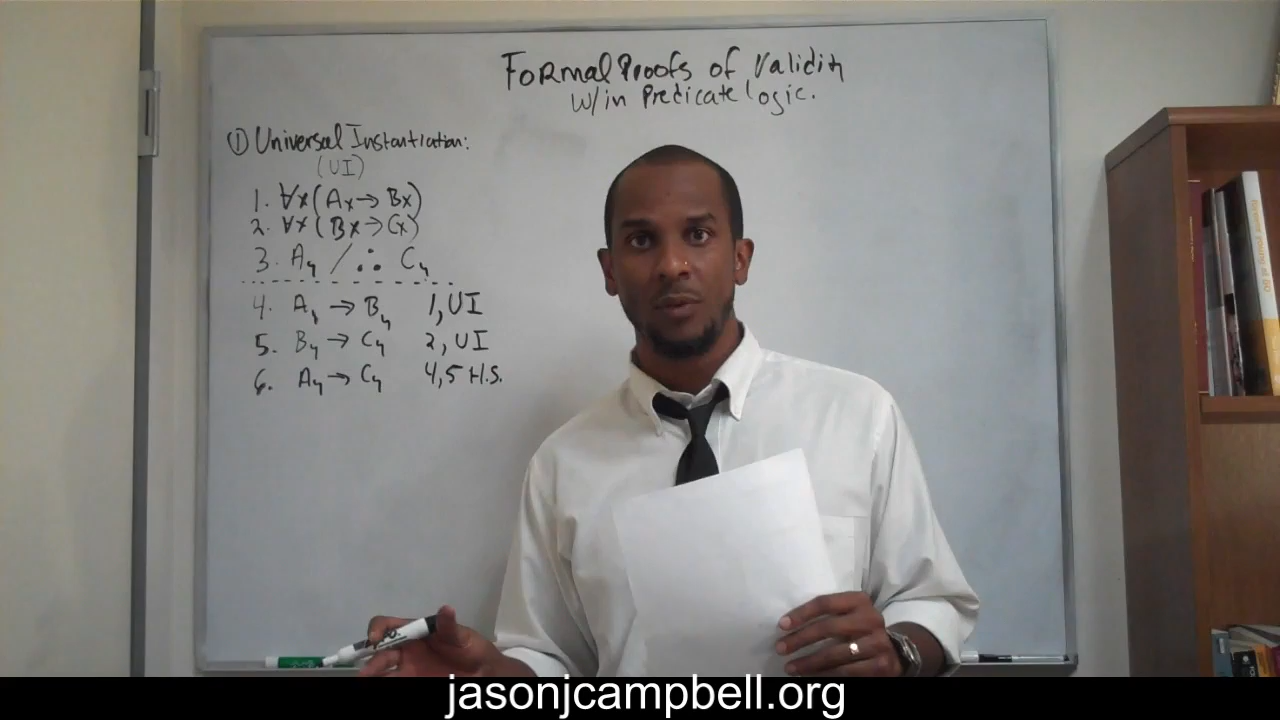 Formal Proofs of Validity
w/in Predicate logic.
① Universal Instantiation:
(UI)
1. ∀x(Ax→Bx)
2. ∀x(Bx→Cx)
3. Ay /∴ Cy
4. Ay → By 1, UI
5. By → Cy 2, UI
6. Ay → Cy 4,5 H.S.
jasonjcampbell.org